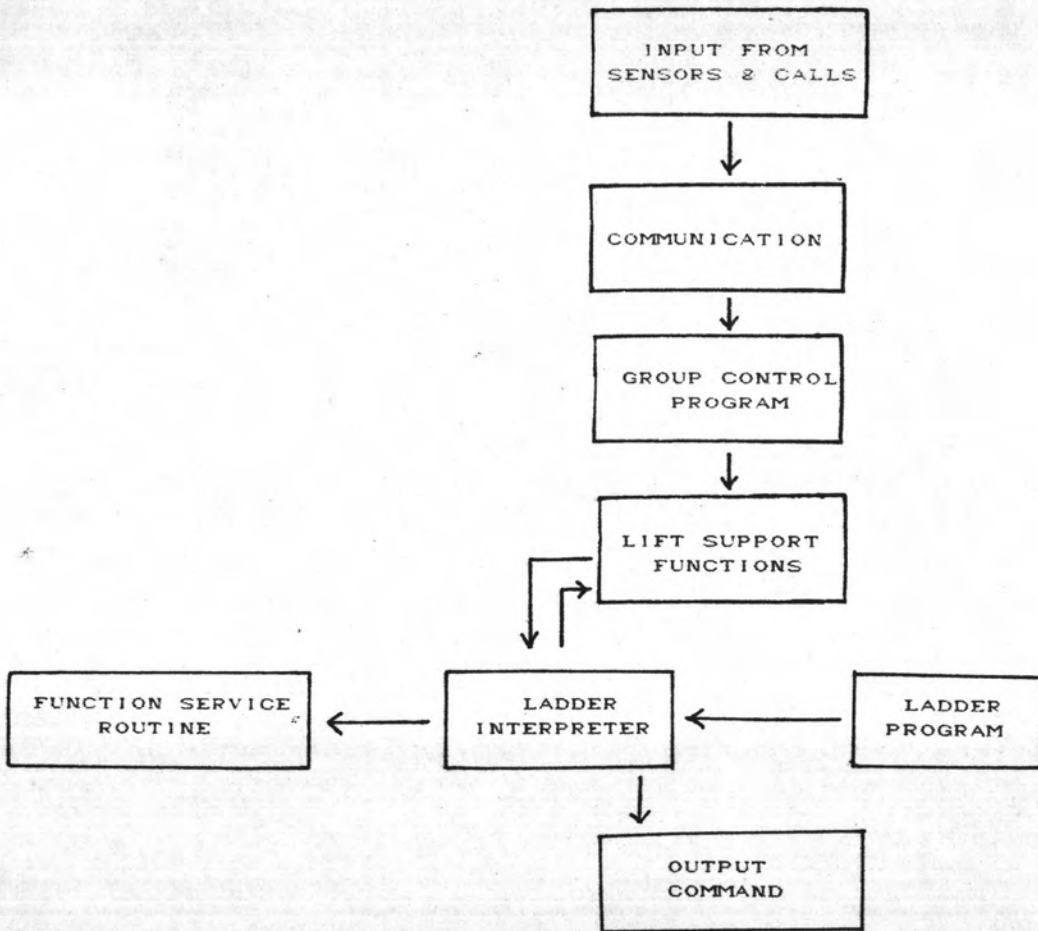 INPUT FROM
SENSORS & CALLS
COMMUNICATION
GROUP CONTROL
PROGRAM
LIFT SUPPORT
FUNCTIONS
FUNCTION SERVICE
ROUTINE
LADDER
INTERPRETER
LADDER
PROGRAM
OUTPUT
COMMAND